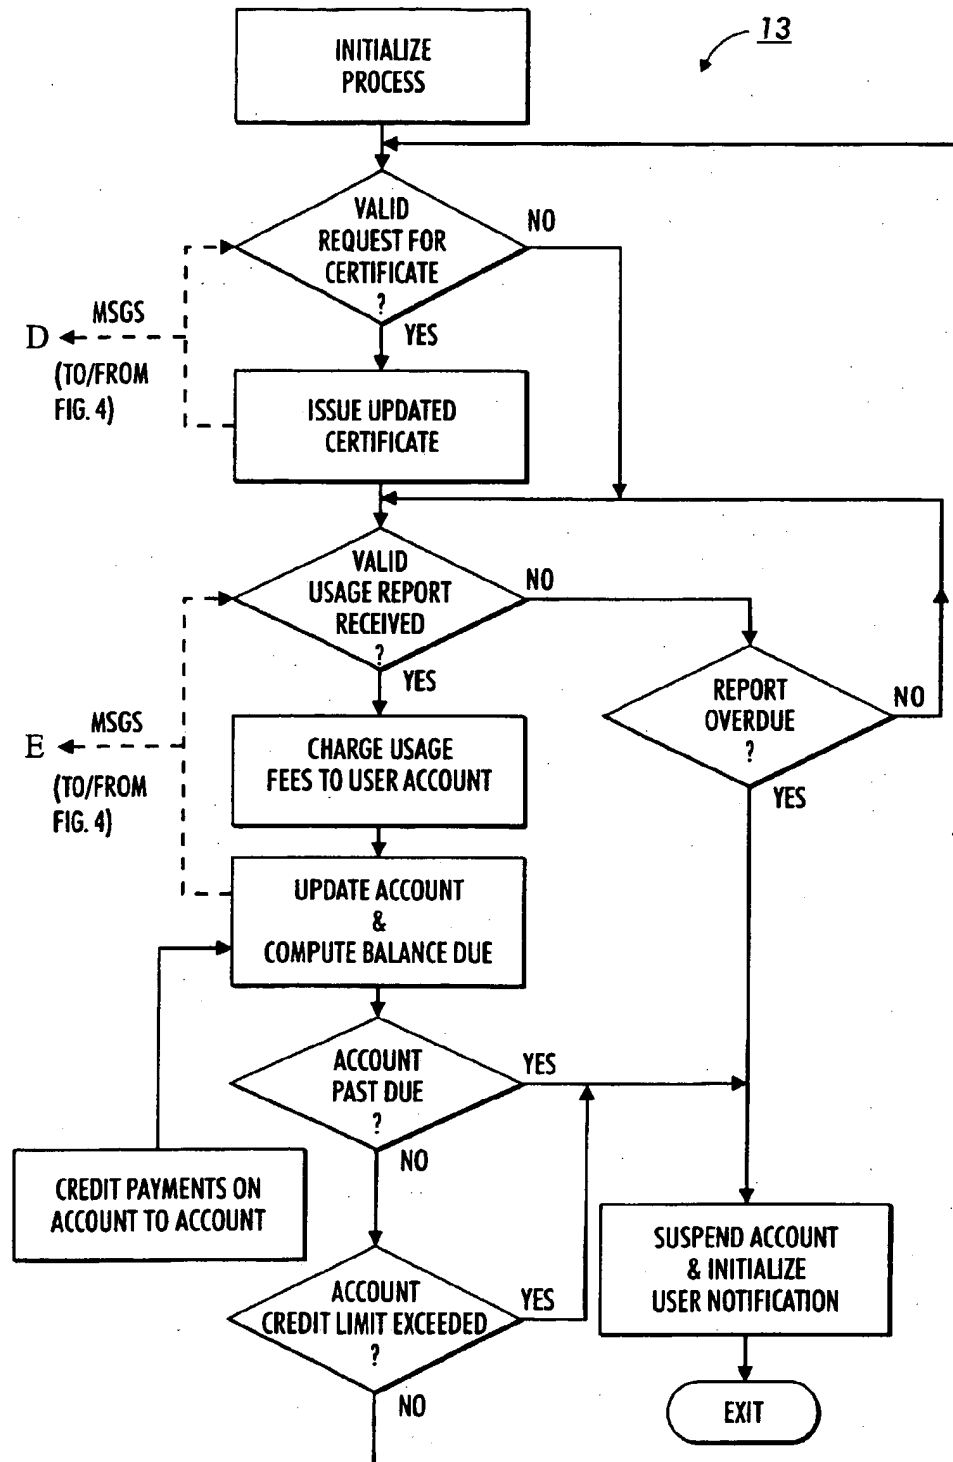 13
INITIALIZE
PROCESS
VALID
REQUEST FOR
CERTIFICATE
?
NO
YES
MSGS
D
(TO/FROM
FIG. 4)
ISSUE UPDATED
CERTIFICATE
VALID
USAGE REPORT
RECEIVED
?
NO
YES
REPORT
OVERDUE
?
NO
YES
MSGS
E
(TO/FROM
FIG. 4)
CHARGE USAGE
FEES TO USER ACCOUNT
UPDATE ACCOUNT
&
COMPUTE BALANCE DUE
ACCOUNT
PAST DUE
?
YES
NO
CREDIT PAYMENTS ON
ACCOUNT TO ACCOUNT
SUSPEND ACCOUNT
& INITIALIZE
USER NOTIFICATION
ACCOUNT
CREDIT LIMIT EXCEEDED
?
YES
NO
EXIT